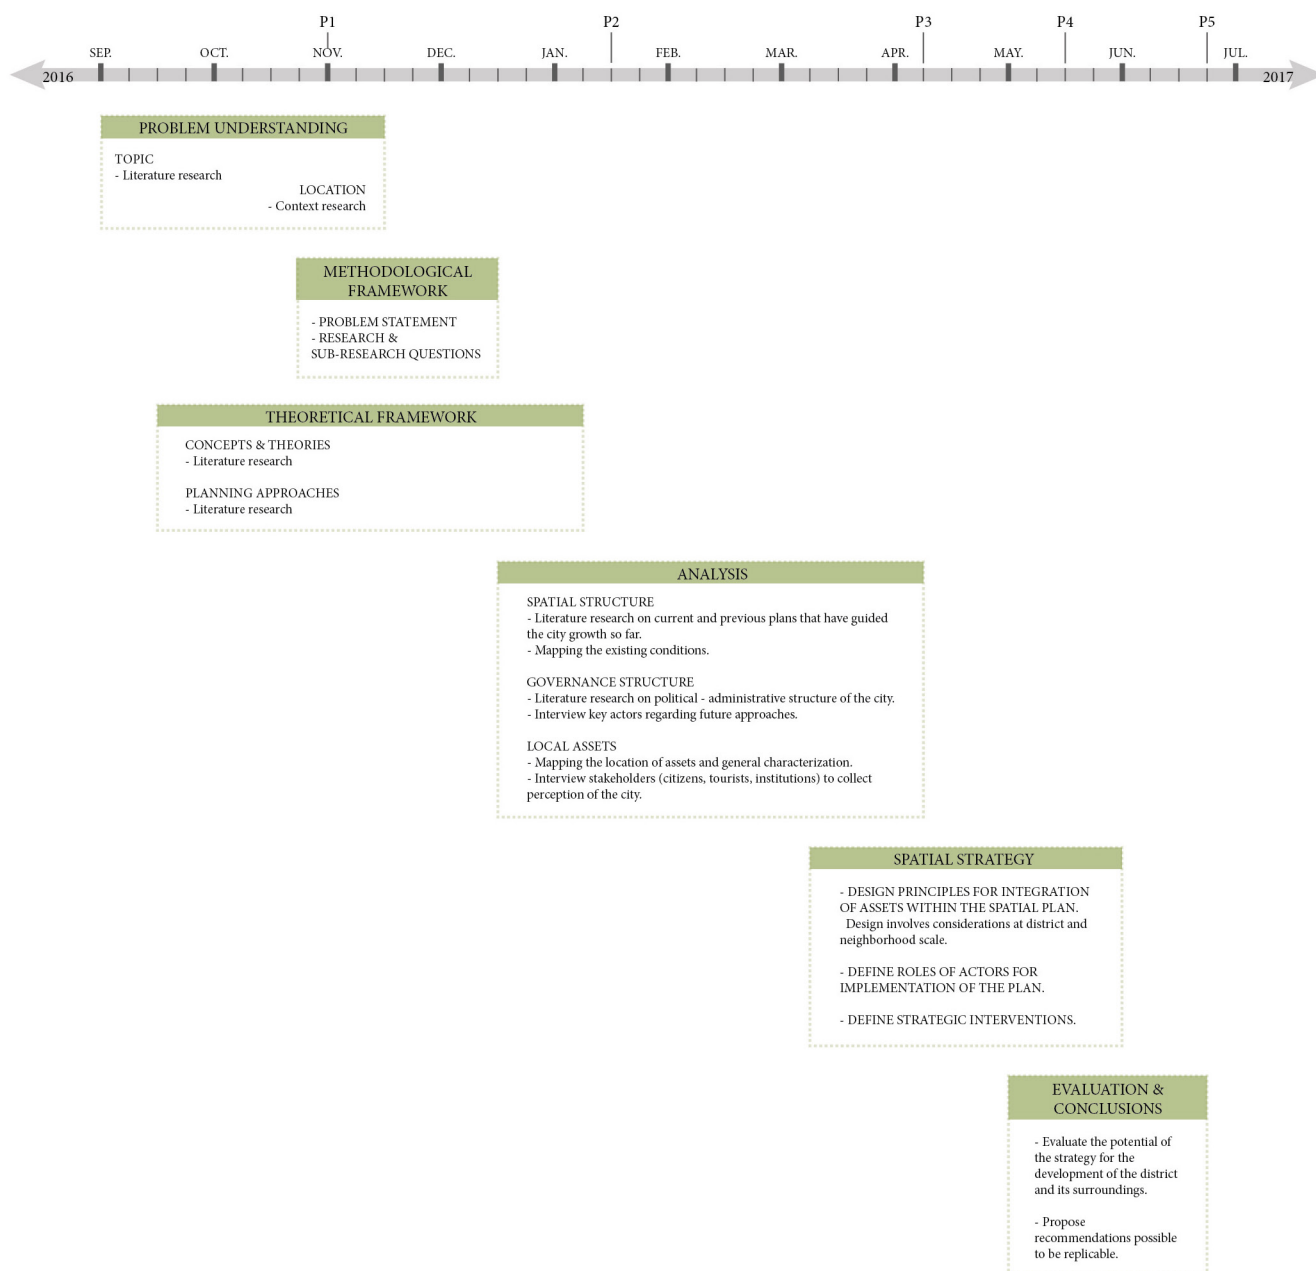 P1 P2 P3 P4 P5
SEP. OCT. NOV. DEC. JAN. FEB. MAR. APR. MAY. JUN. JUL.
2016 2017
PROBLEM UNDERSTANDING
TOPIC
- Literature research
LOCATION
- Context research
METHODOLOGICAL
FRAMEWORK
- PROBLEM STATEMENT
- RESEARCH &
SUB-RESEARCH QUESTIONS
THEORETICAL FRAMEWORK
CONCEPTS & THEORIES
- Literature research
PLANNING APPROACHES
- Literature research
ANALYSIS
SPATIAL STRUCTURE
- Literature research on current and previous plans that have guided
the city growth so far.
- Mapping the existing conditions.
GOVERNANCE STRUCTURE
- Literature research on political - administrative structure of the city.
- Interview key actors regarding future approaches.
LOCAL ASSETS
- Mapping the location of assets and general characterization.
- Interview stakeholders (citizens, tourists, institutions) to collect
perception of the city.
SPATIAL STRATEGY
- DESIGN PRINCIPLES FOR INTEGRATION
OF ASSETS WITHIN THE SPATIAL PLAN.
Design involves considerations at district and
neighborhood scale.
- DEFINE ROLES OF ACTORS FOR
IMPLEMENTATION OF THE PLAN.
- DEFINE STRATEGIC INTERVENTIONS.
EVALUATION &
CONCLUSIONS
- Evaluate the potential of
the strategy for the
development of the district
and its surroundings.
- Propose
recommendations possible
to be replicable.